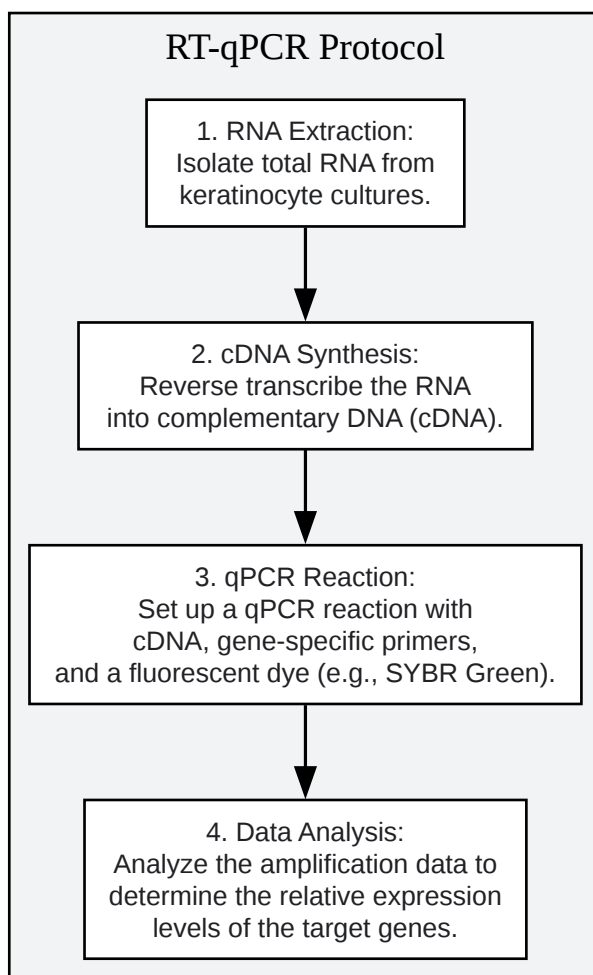 RT-qPCR Protocol
1. RNA Extraction:
Isolate total RNA from
keratinocyte cultures.
2. cDNA Synthesis:
Reverse transcribe the RNA
into complementary DNA (cDNA).
3. qPCR Reaction:
Set up a qPCR reaction with
cDNA, gene-specific primers,
and a fluorescent dye (e.g., SYBR Green).
4. Data Analysis:
Analyze the amplification data to
determine the relative expression
levels of the target genes.